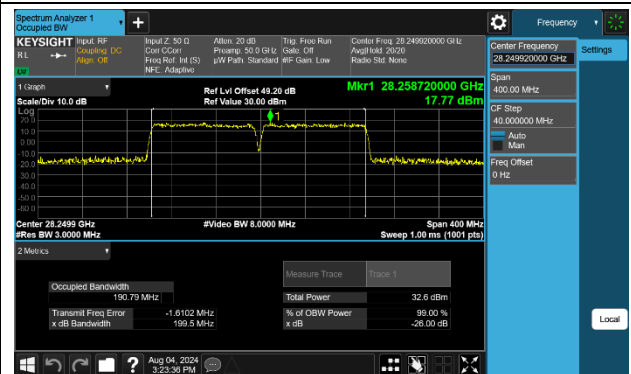 Spectrum Analyzer 1
Occupied BW
+
Frequency
KEYSIGHT
RL
Input: RF
Coupling: DC
Align: Off
Input Z: 50 Ω
Corr CCorr
Freq Ref: Int (S)
NFE: Adaptive
Atten: 20 dB
Preamp: 50.0 GHz
µW Path: Standard
Trig: Free Run
Gate: Off
#IF Gain: Low
Center Freq: 28.249920000 GHz
Avg|Hold: 20/20
Radio Std: None
LW
Center Frequency
28.249920000 GHz
Settings
Span
400.00 MHz
CF Step
40.000000 MHz
Auto
Man
Freq Offset
0 Hz
Local
1 Graph
Scale/Div 10.0 dB
Ref Lvl Offset 49.20 dB
Ref Value 30.00 dBm
Mkr1 28.258720000 GHz
17.77 dBm
Log
20.0
10.0
0.00
-10.0
-20.0
-30.0
-40.0
-50.0
-60.0
1
Center 28.2499 GHz
#Res BW 3.0000 MHz
#Video BW 8.0000 MHz
Span 400 MHz
Sweep 1.00 ms (1001 pts)
2 Metrics
Measure Trace
Trace 1
Occupied Bandwidth
190.79 MHz
Total Power
32.6 dBm
Transmit Freq Error
-1.6102 MHz
% of OBW Power
99.00 %
x dB Bandwidth
199.5 MHz
x dB
-26.00 dB
?
Aug 04, 2024
3:23:36 PM